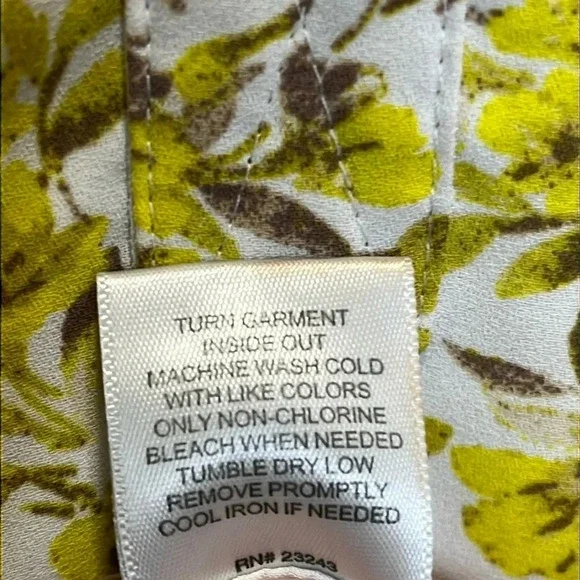 TURN GARMENT
INSIDE OUT
MACHINE WASH COLD
WITH LIKE COLORS
ONLY NON-CHLORINE
BLEACH WHEN NEEDED
TUMBLE DRY LOW
REMOVE PROMPTLY
COOL IRON IF NEEDED
RN# 23243